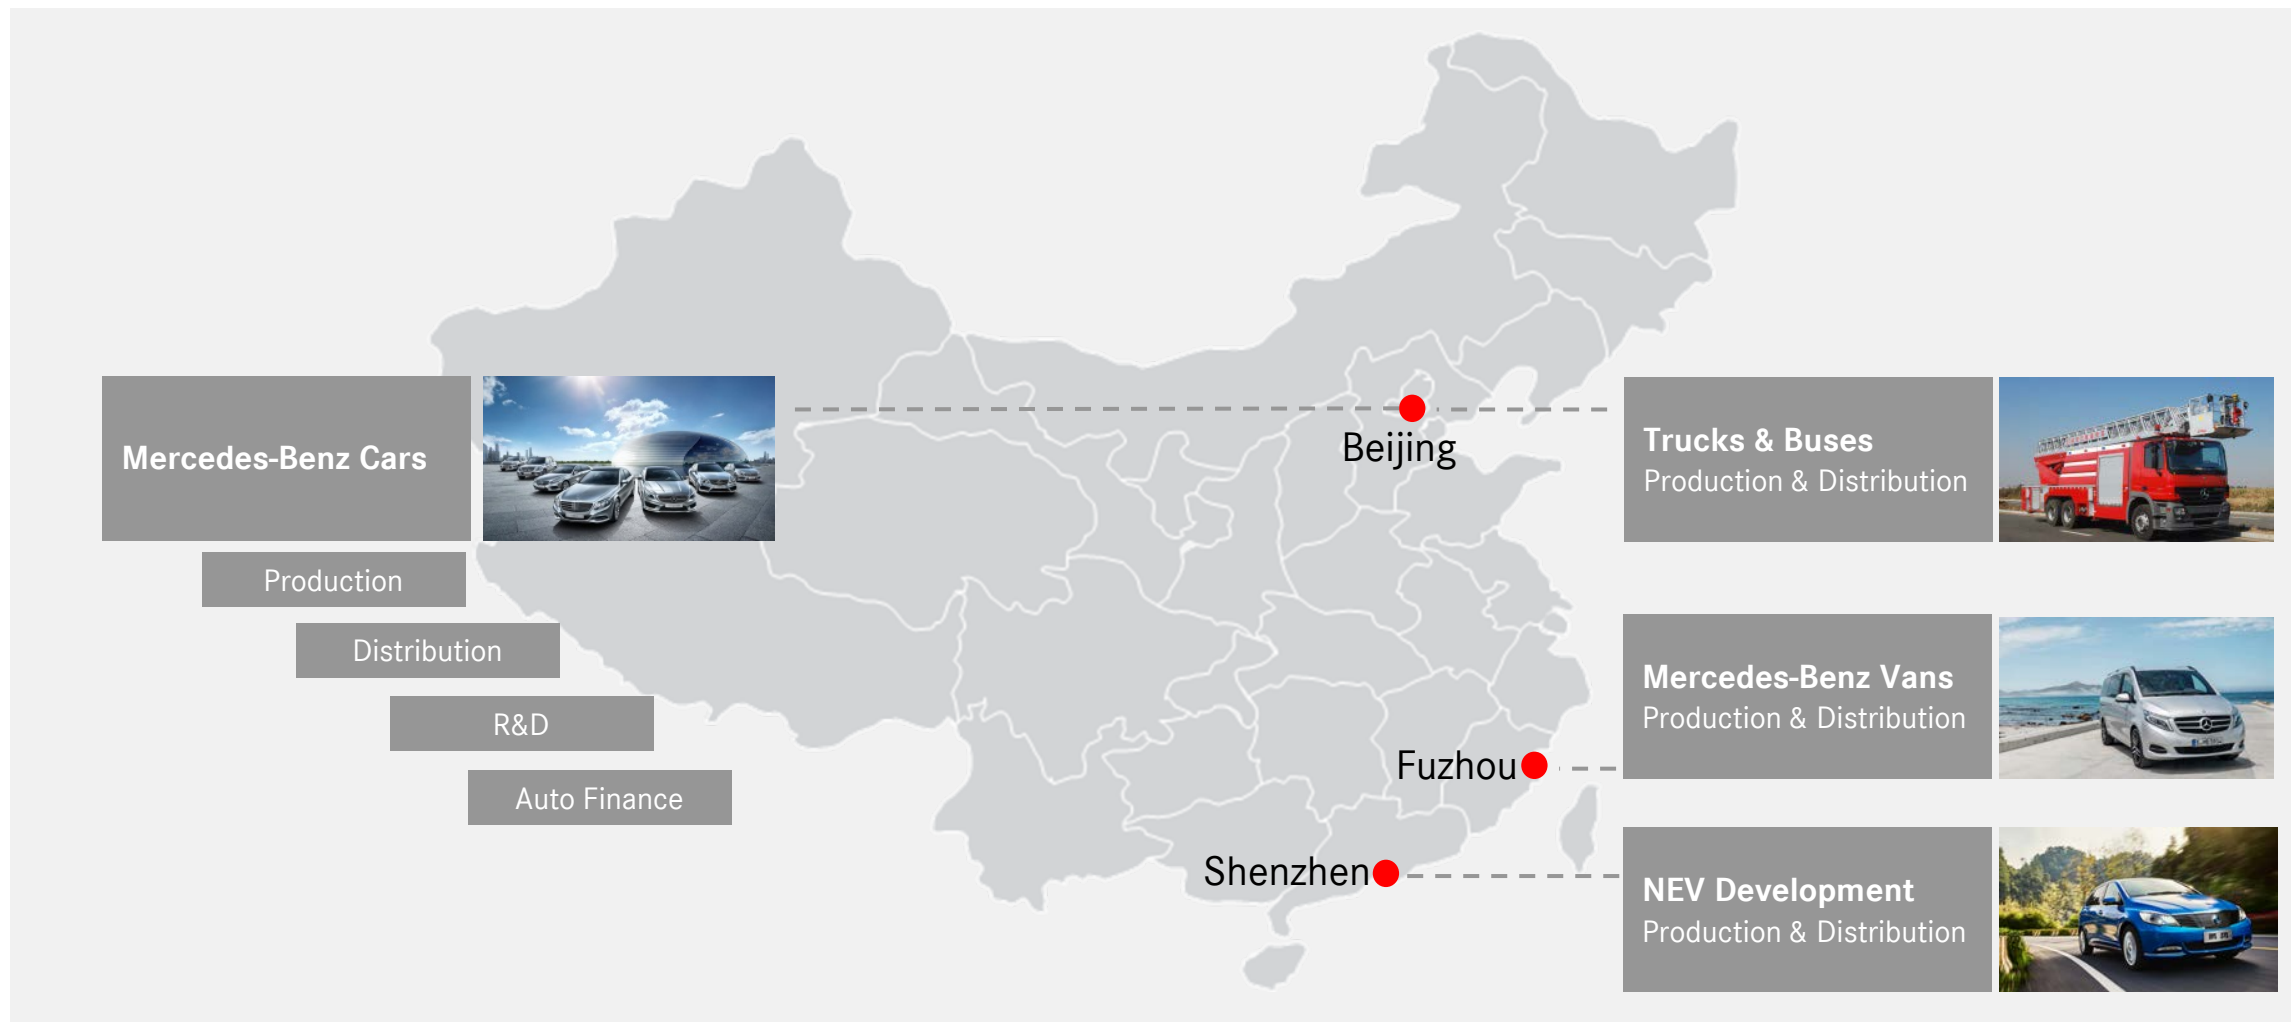 Mercedes-Benz Cars
Production
Distribution
R&D
Auto Finance
Beijing
Fuzhou
Shenzhen
Trucks & Buses
Production & Distribution
Mercedes-Benz Vans
Production & Distribution
NEV Development
Production & Distribution